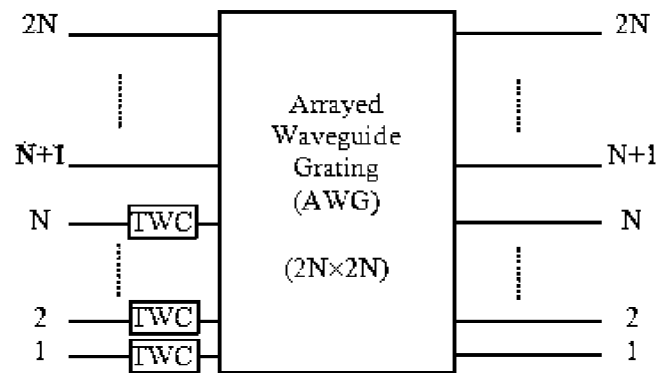 2N
2N
Arrayed
Waveguide
Grating
(AWG)
(2N×2N)
N+1
N+1
N
TWC
N
2
TWC
2
1
TWC
1